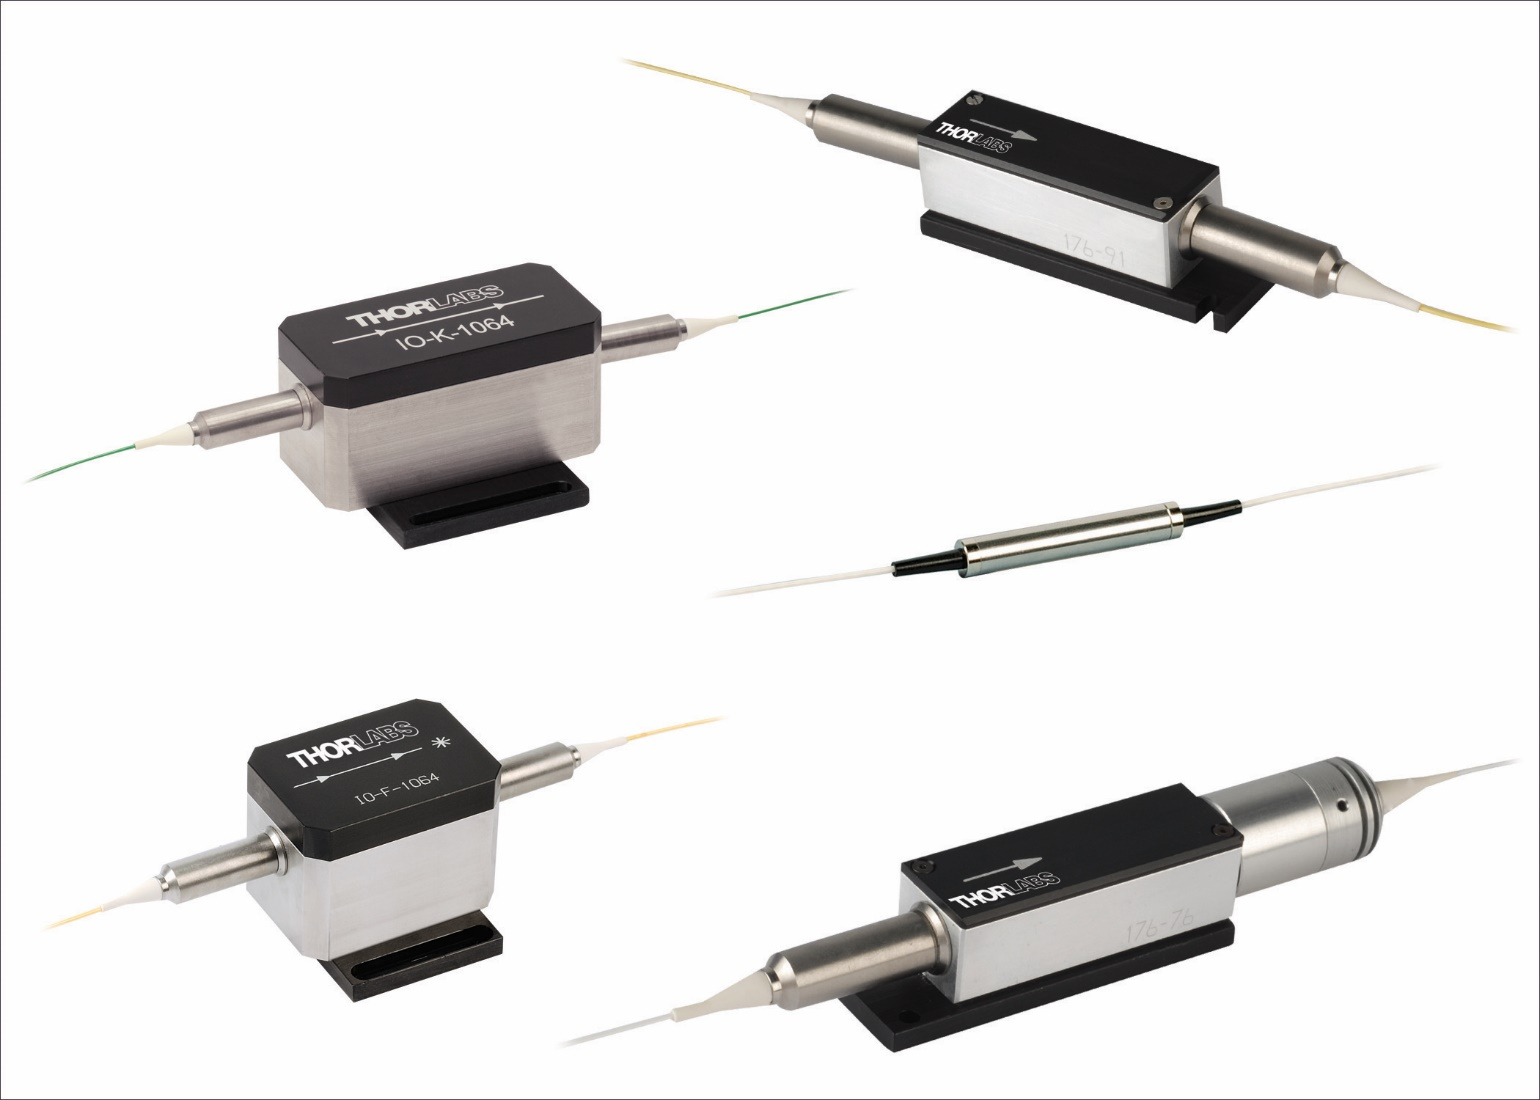 THORLABS
176-91
THORLABS
IO-K-1064
THORLABS
IO-F-1064
THORLABS
176-76